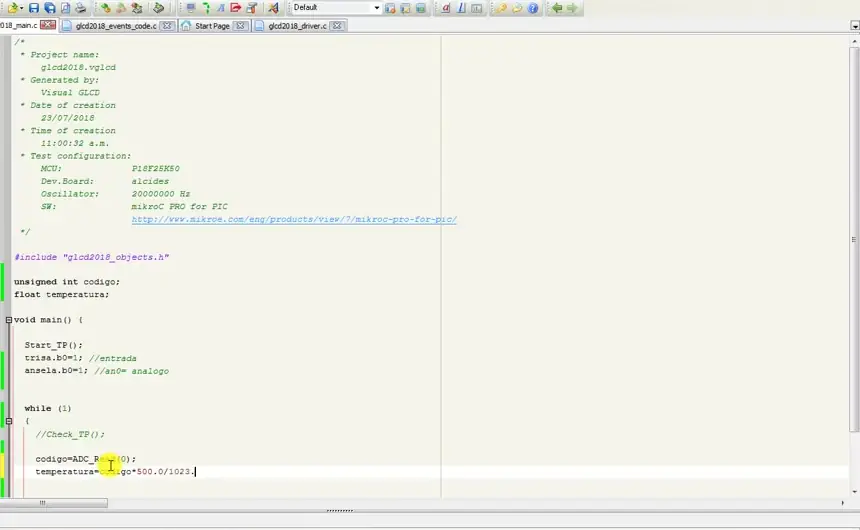 Default
018_main.c glcd2018_events_code.c Start Page glcd2018_driver.c
/*
* Project name:
glcd2018.vglcd
* Generated by:
Visual GLCD
* Date of creation
23/07/2018
* Time of creation
11:00:32 a.m.
* Test configuration:
MCU: P18F25K50
Dev.Board: alcides
Oscillator: 20000000 Hz
SW: mikroC PRO for PIC
http://www.mikroe.com/eng/products/view/7/mikroc-pro-for-pic/
*/
#include "glcd2018_objects.h"
unsigned int codigo;
float temperatura;
void main() {
Start_TP();
trisa.b0=1; //entrada
ansela.b0=1; //an0= analogo
while (1)
{
//Check_TP();
codigo=ADC_Read(0);
temperatura=codigo*500.0/1023.